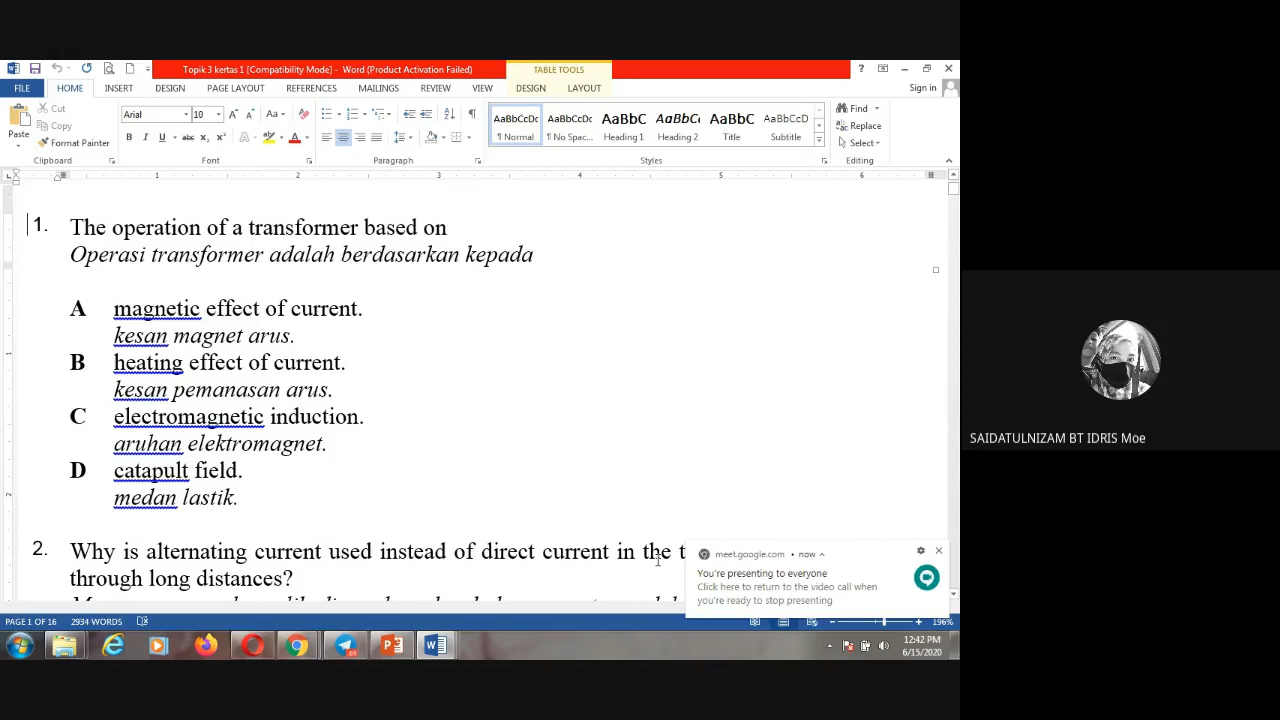 Topik 3 kertas 1 [Compatibility Mode] - Word (Product Activation Failed)
TABLE TOOLS
?
FILE
HOME
INSERT
DESIGN
PAGE LAYOUT
REFERENCES
MAILINGS
REVIEW
VIEW
DESIGN
LAYOUT
Sign in
Paste
Cut
Copy
Format Painter
Clipboard
Arial
10
Font
Paragraph
AaBbCcDc
¶ Normal
AaBbCcDc
¶ No Spac...
AaBbC
Heading 1
AaBbC
Heading 2
AaBbC
Title
AaBbCcD
Subtitle
Styles
Find
Replace
Select
Editing
1 2 3 4 5 6
1. The operation of a transformer based on
Operasi transformer adalah berdasarkan kepada
A magnetic effect of current.
kesan magnet arus.
B heating effect of current.
kesan pemanasan arus.
C electromagnetic induction.
aruhan elektromagnet.
D catapult field.
medan lastik.
2. Why is alternating current used instead of direct current in the t
through long distances?
meet.google.com • now
You're presenting to everyone
Click here to return to the video call when
you're ready to stop presenting
PAGE 1 OF 16
2934 WORDS
196%
12:42 PM
6/15/2020
SAIDATULNIZAM BT IDRIS Moe